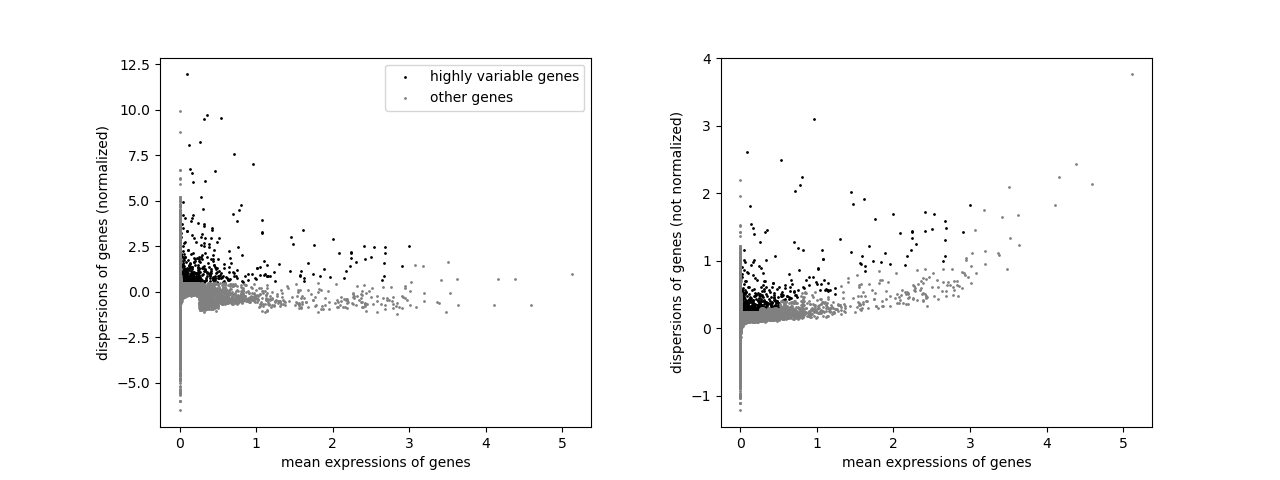 12.5
10.0
7.5
5.0
2.5
0.0
−2.5
−5.0
0 1 2 3 4 5
mean expressions of genes
dispersions of genes (normalized)
highly variable genes
other genes
4
3
2
1
0
−1
0 1 2 3 4 5
mean expressions of genes
dispersions of genes (not normalized)